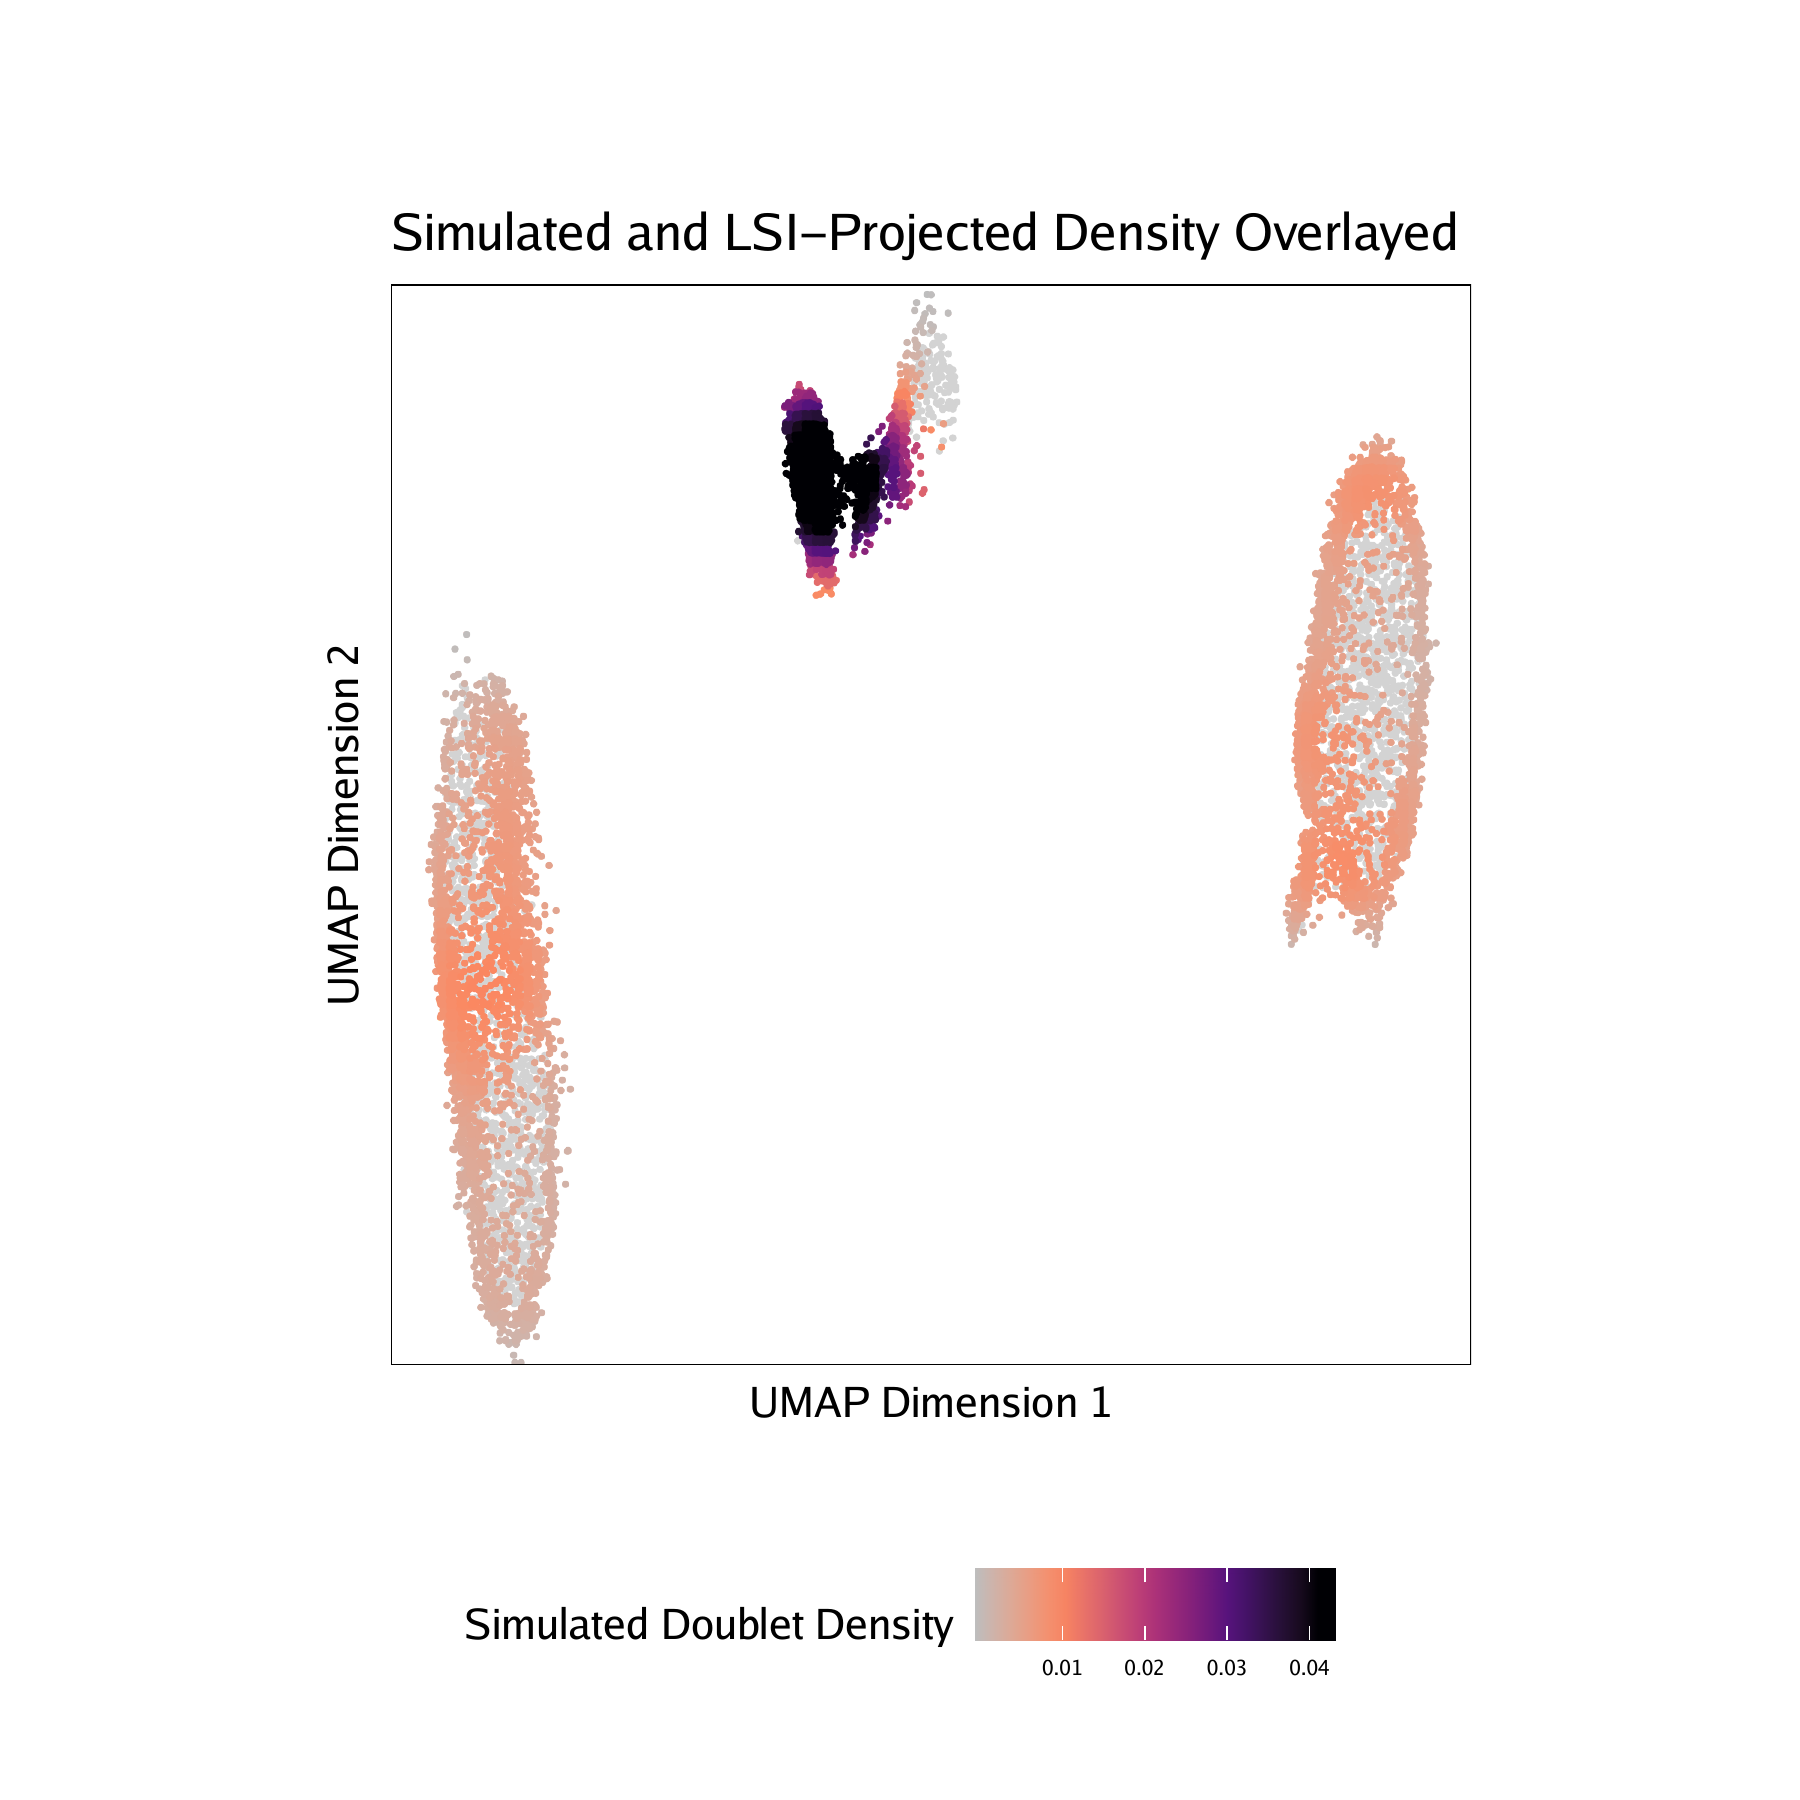 Simulated and LSI−Projected Density Overlayed
UMAP Dimension 2
UMAP Dimension 1
Simulated Doublet Density
0.01 0.02 0.03 0.04